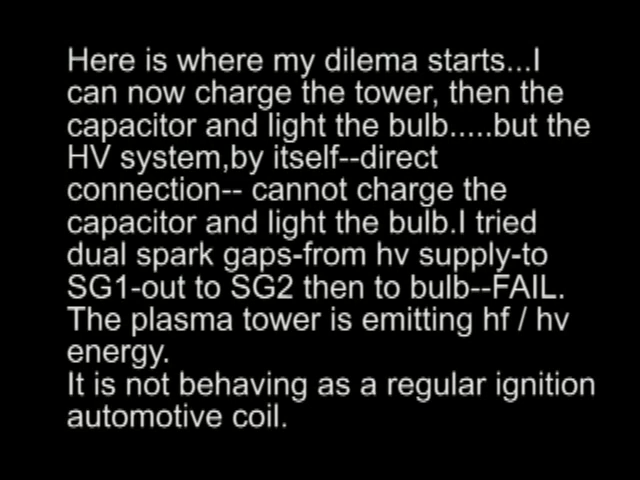 Here is where my dilema starts...I
can now charge the tower, then the
capacitor and light the bulb.....but the
HV system,by itself--direct
connection-- cannot charge the
capacitor and light the bulb.I tried
dual spark gaps-from hv supply-to
SG1-out to SG2 then to bulb--FAIL.
The plasma tower is emitting hf / hv
energy.
It is not behaving as a regular ignition
automotive coil.